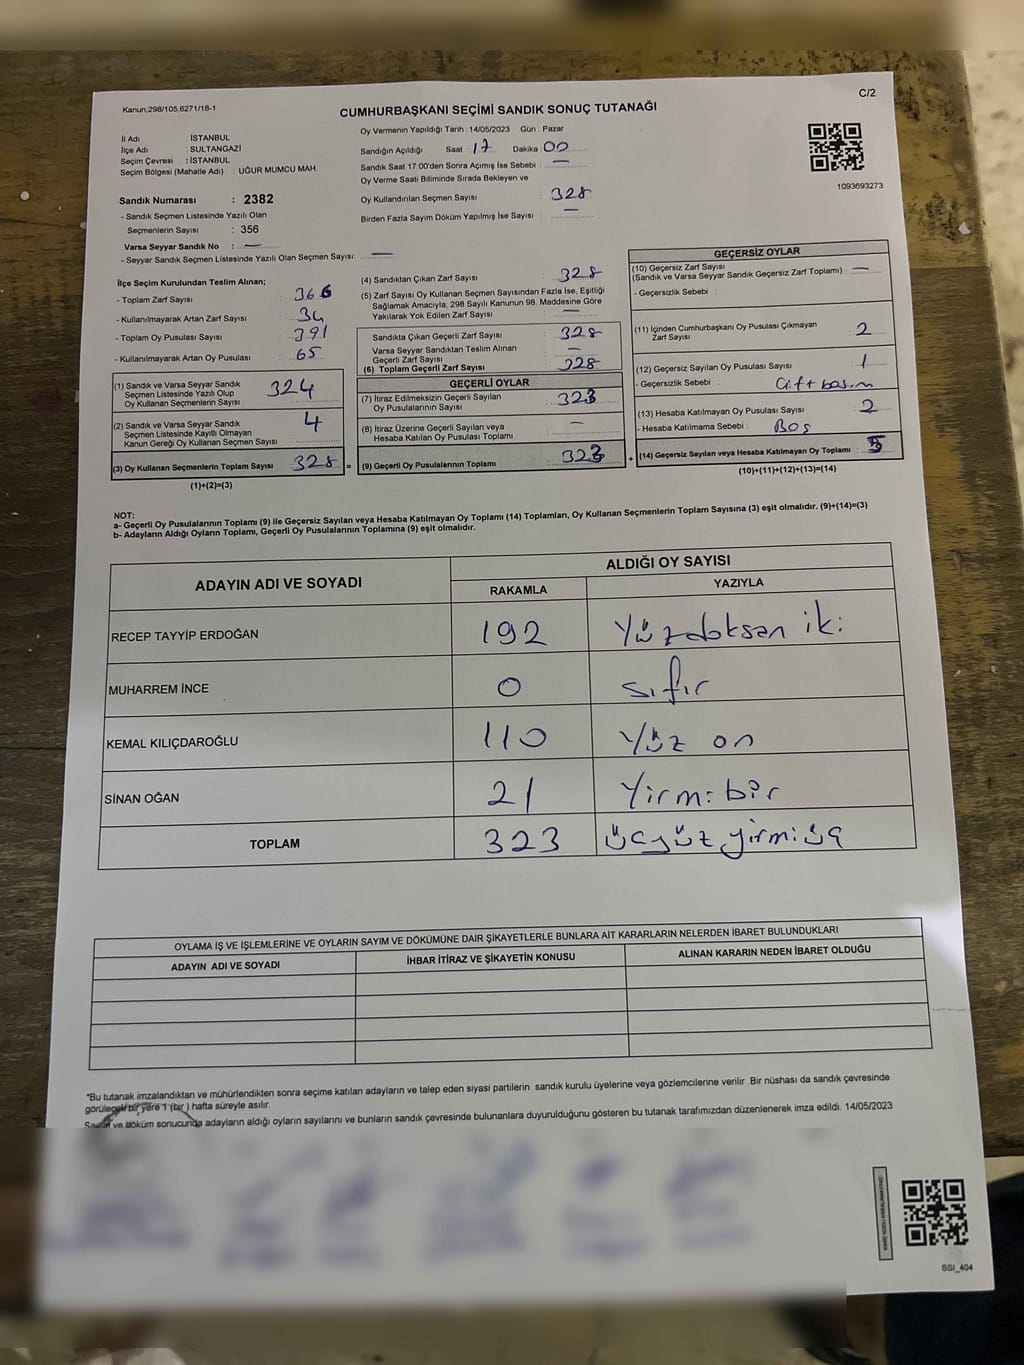 Kanun:298/105,6271/18-1
C/2
CUMHURBAŞKANI SEÇİMİ SANDIK SONUÇ TUTANAĞI
İl Adı : İSTANBUL
İlçe Adı : SULTANGAZİ
Seçim Çevresi : İSTANBUL
Seçim Bölgesi (Mahalle Adı) : UĞUR MUMCU MAH.
Sandık Numarası : 2382
- Sandık Seçmen Listesinde Yazılı Olan
Seçmenlerin Sayısı : 356
Varsa Seyyar Sandık No : —
- Seyyar Sandık Seçmen Listesinde Yazılı Olan Seçmen Sayısı: —
Oy Vermenin Yapıldığı Tarih : 14/05/2023 Gün : Pazar
Sandığın Açıldığı Saat 17 Dakika 00
Sandık Saat 17:00'den Sonra Açımış İse Sebebi : —
Oy Verme Saati Bitiminde Sırada Bekleyen ve
Oy Kullandırılan Seçmen Sayısı : 328
Birden Fazla Sayım Döküm Yapılmış İse Sayısı : —
1093693273
İlçe Seçim Kurulundan Teslim Alınan;
- Toplam Zarf Sayısı : 366
- Kullanılmayarak Artan Zarf Sayısı : 34
- Toplam Oy Pusulası Sayısı : 391
- Kullanılmayarak Artan Oy Pusulası : 65
(1) Sandık ve Varsa Seyyar Sandık
Seçmen Listesinde Yazılı Olup
Oy Kullanan Seçmenlerin Sayısı : 324
(2) Sandık ve Varsa Seyyar Sandık
Seçmen Listesinde Kayıtlı Olmayan
Kanun Gereği Oy Kullanan Seçmen Sayısı : 4
(3) Oy Kullanan Seçmenlerin Toplam Sayısı : 328 =
(1)+(2)=(3)
(4) Sandıktan Çıkan Zarf Sayısı : 328
(5) Zarf Sayısı Oy Kullanan Seçmen Sayısından Fazla İse, Eşitliği
Sağlamak Amacıyla, 298 Sayılı Kanunun 98. Maddesine Göre
Yakılarak Yok Edilen Zarf Sayısı : —
Sandıkta Çıkan Geçerli Zarf Sayısı : 328
Varsa Seyyar Sandıktan Teslim Alınan
Geçerli Zarf Sayısı : —
(6) Toplam Geçerli Zarf Sayısı : 328
GEÇERLİ OYLAR
(7) İtiraz Edilmeksizin Geçerli Sayılan
Oy Pusulalarının Sayısı : 323
(8) İtiraz Üzerine Geçerli Sayılan veya
Hesaba Katılan Oy Pusulası Toplamı : —
(9) Geçerli Oy Pusulalarının Toplamı : 323 +
GEÇERSİZ OYLAR
(10) Geçersiz Zarf Sayısı
(Sandık ve Varsa Seyyar Sandık Geçersiz Zarf Toplamı) : —
- Geçersizlik Sebebi :
(11) İçinden Cumhurbaşkanı Oy Pusulası Çıkmayan
Zarf Sayısı : 2
(12) Geçersiz Sayılan Oy Pusulası Sayısı : 1
- Geçersizlik Sebebi : Çift basım
(13) Hesaba Katılmayan Oy Pusulası Sayısı : 2
- Hesaba Katılmama Sebebi : Boş
(14) Geçersiz Sayılan veya Hesaba Katılmayan Oy Toplamı : 5
(10)+(11)+(12)+(13)=(14)
NOT:
a- Geçerli Oy Pusulalarının Toplamı (9) ile Geçersiz Sayılan veya Hesaba Katılmayan Oy Toplamı (14) Toplamları, Oy Kullanan Seçmenlerin Toplam Sayısına (3) eşit olmalıdır. (9)+(14)=(3)
b- Adayların Aldığı Oyların Toplamı, Geçerli Oy Pusulalarının Toplamına (9) eşit olmalıdır.
ADAYIN ADI VE SOYADI
ALDIĞI OY SAYISI
RAKAMLA YAZIYLA
RECEP TAYYİP ERDOĞAN 192 Yüzdoksan iki
MUHARREM İNCE 0 sıfır
KEMAL KILIÇDAROĞLU 110 Yüz on
SİNAN OĞAN 21 Yirmi bir
TOPLAM 323 üçyüz yirmiüç
OYLAMA İŞ VE İŞLEMLERİNE VE OYLARIN SAYIM VE DÖKÜMÜNE DAİR ŞİKAYETLERLE BUNLARA AİT KARARLARIN NELERDEN İBARET BULUNDUKLARI
ADAYIN ADI VE SOYADI İHBAR İTİRAZ VE ŞİKAYETİN KONUSU ALINAN KARARIN NEDEN İBARET OLDUĞU
*Bu tutanak imzalandıktan ve mühürlendikten sonra seçime katılan adayların ve talep eden siyasi partilerin sandık kurulu üyelerine veya gözlemcilerine verilir .Bir nüshası da sandık çevresinde
görülecek bir yere 1 (bir ) hafta süreyle asılır.
ve döküm sonucunda adayların aldığı oyların sayılarını ve bunların sandık çevresinde bulunanlara duyurulduğunu gösteren bu tutanak tarafımızdan düzenlenerek imza edildi. 14/05/2023
SSI_404